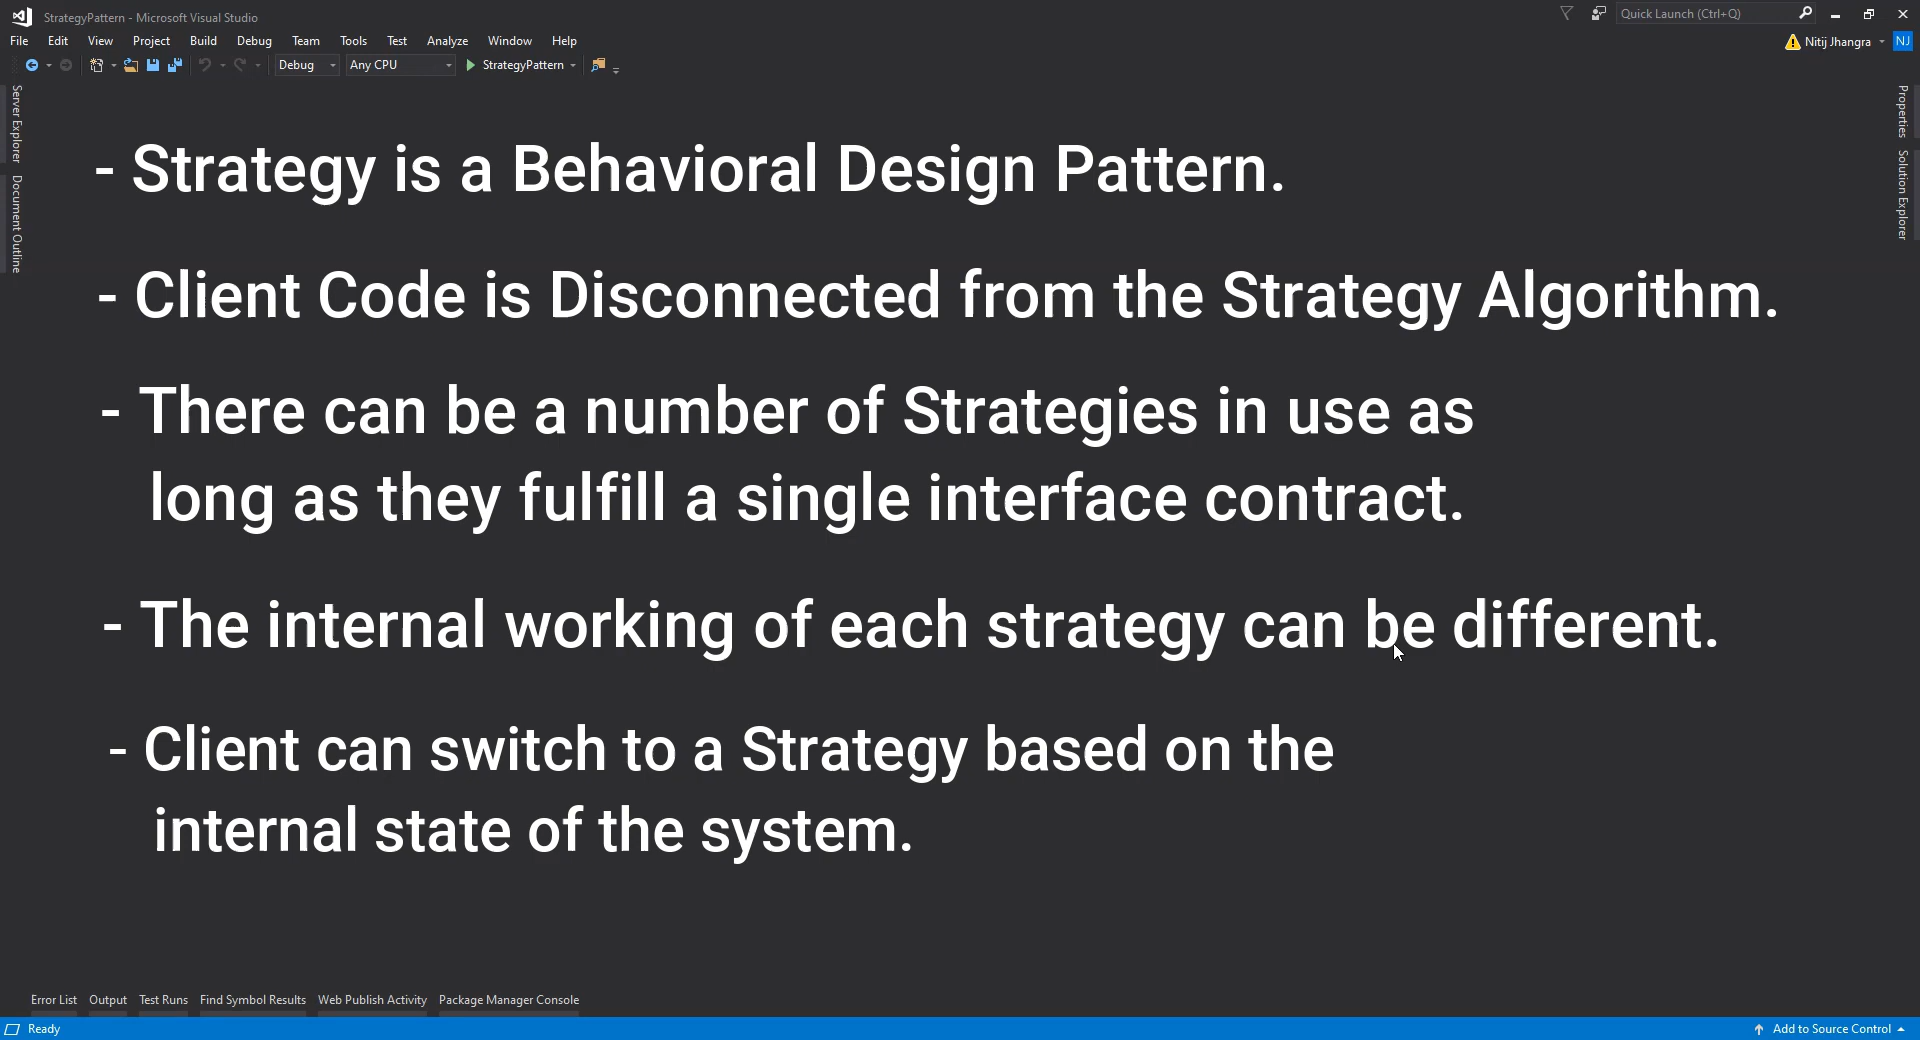 StrategyPattern - Microsoft Visual Studio
Quick Launch (Ctrl+Q)
File Edit View Project Build Debug Team Tools Test Analyze Window Help
Nitij Jhangra NJ
Debug Any CPU StrategyPattern
Server Explorer
Document Outline
Properties
Solution Explorer
- Strategy is a Behavioral Design Pattern.
- Client Code is Disconnected from the Strategy Algorithm.
- There can be a number of Strategies in use as
long as they fulfill a single interface contract.
- The internal working of each strategy can be different.
- Client can switch to a Strategy based on the
internal state of the system.
Error List Output Test Runs Find Symbol Results Web Publish Activity Package Manager Console
Ready Add to Source Control